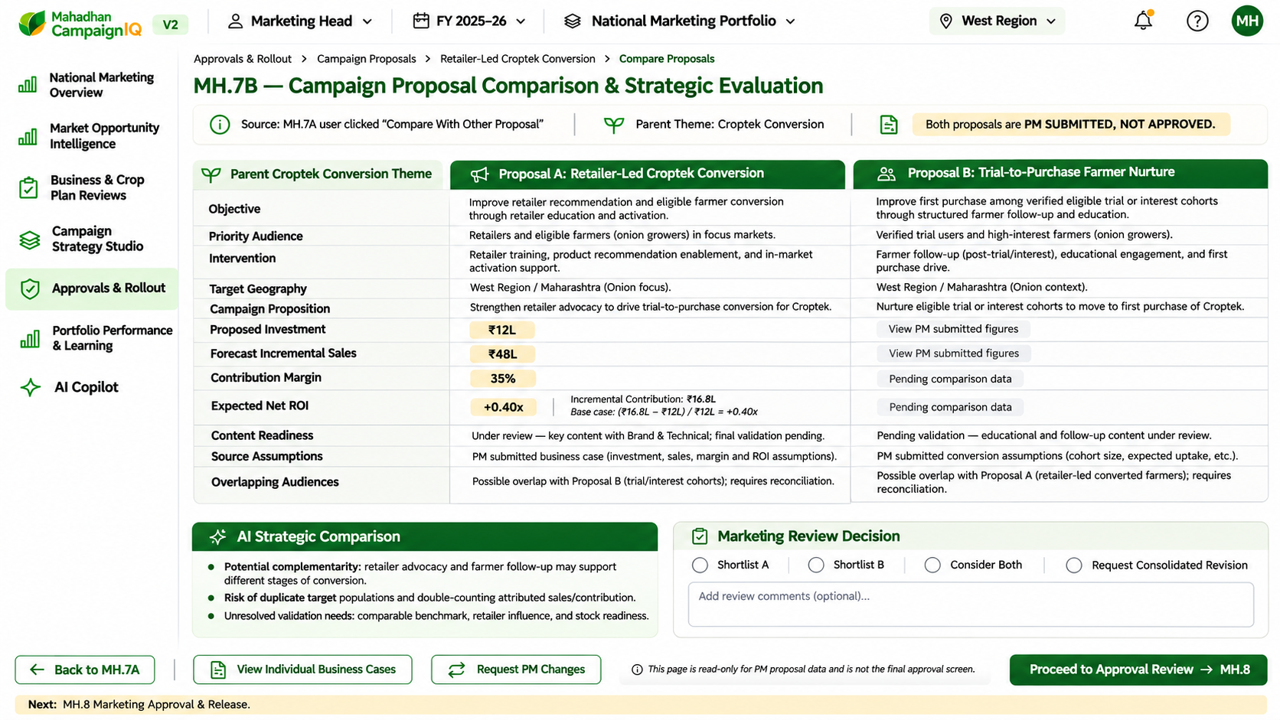 Mahadhan
CampaignIQ
V2
Marketing Head
FY 2025–26
National Marketing Portfolio
West Region
MH
National Marketing
Overview
Market Opportunity
Intelligence
Business & Crop
Plan Reviews
Campaign
Strategy Studio
Approvals & Rollout
Portfolio Performance
& Learning
AI Copilot
Approvals & Rollout > Campaign Proposals > Retailer-Led Croptek Conversion > Compare Proposals
MH.7B — Campaign Proposal Comparison & Strategic Evaluation
Source: MH.7A user clicked “Compare With Other Proposal”
Parent Theme: Croptek Conversion
Both proposals are PM SUBMITTED, NOT APPROVED.
Parent Croptek Conversion Theme
Proposal A: Retailer-Led Croptek Conversion
Proposal B: Trial-to-Purchase Farmer Nurture
Objective
Improve retailer recommendation and eligible farmer conversion
through retailer education and activation.
Improve first purchase among verified eligible trial or interest cohorts
through structured farmer follow-up and education.
Priority Audience
Retailers and eligible farmers (onion growers) in focus markets.
Verified trial users and high-interest farmers (onion growers).
Intervention
Retailer training, product recommendation enablement, and in-market
activation support.
Farmer follow-up (post-trial/interest), educational engagement, and first
purchase drive.
Target Geography
West Region / Maharashtra (Onion focus).
West Region / Maharashtra (Onion context).
Campaign Proposition
Strengthen retailer advocacy to drive trial-to-purchase conversion for Croptek.
Nurture eligible trial or interest cohorts to move to first purchase of Croptek.
Proposed Investment
₹12L
View PM submitted figures
Forecast Incremental Sales
₹48L
View PM submitted figures
Contribution Margin
35%
Pending comparison data
Expected Net ROI
+0.40x
Incremental Contribution: ₹16.8L
Base case: (₹16.8L – ₹12L) / ₹12L = +0.40x
Pending comparison data
Content Readiness
Under review — key content with Brand & Technical; final validation pending.
Pending validation — educational and follow-up content under review.
Source Assumptions
PM submitted business case (investment, sales, margin and ROI assumptions).
PM submitted conversion assumptions (cohort size, expected uptake, etc.).
Overlapping Audiences
Possible overlap with Proposal B (trial/interest cohorts); requires reconciliation.
Possible overlap with Proposal A (retailer-led converted farmers); requires
reconciliation.
AI Strategic Comparison
• Potential complementarity: retailer advocacy and farmer follow-up may support
different stages of conversion.
• Risk of duplicate target populations and double-counting attributed sales/contribution.
• Unresolved validation needs: comparable benchmark, retailer influence, and stock readiness.
Marketing Review Decision
Shortlist A
Shortlist B
Consider Both
Request Consolidated Revision
Add review comments (optional)...
← Back to MH.7A
View Individual Business Cases
Request PM Changes
This page is read-only for PM proposal data and is not the final approval screen.
Proceed to Approval Review → MH.8
Next: MH.8 Marketing Approval & Release.